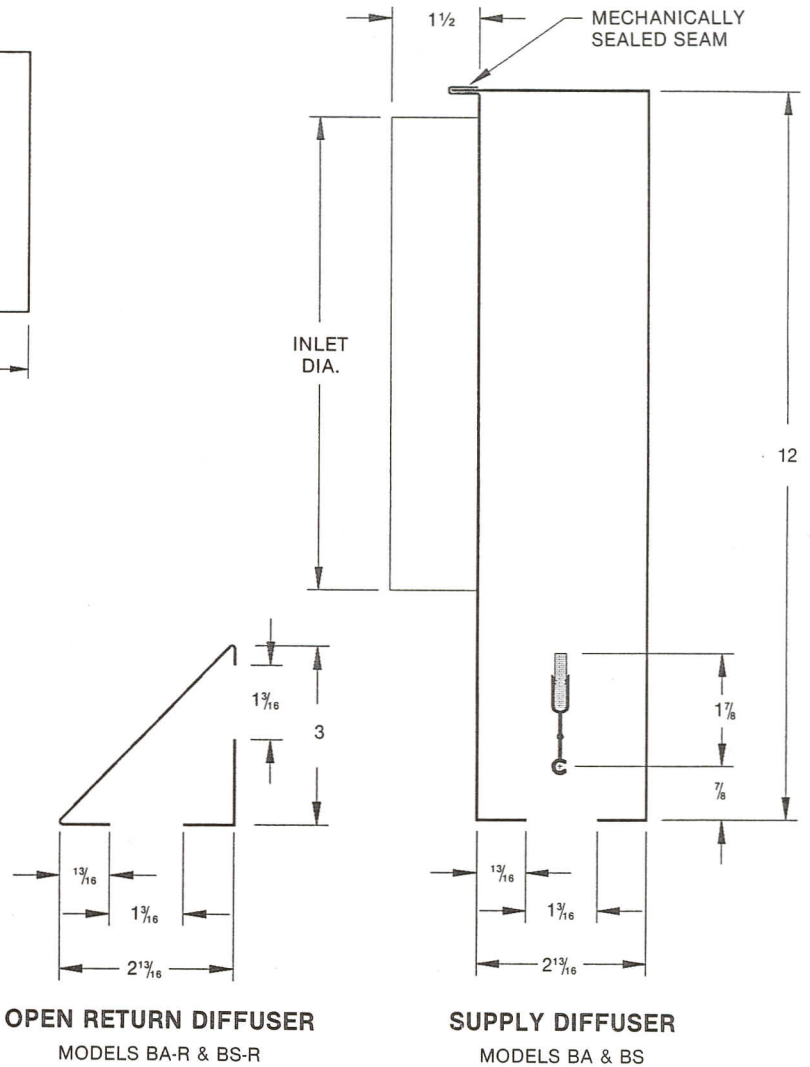 1½
MECHANICALLY
SEALED SEAM
INLET
DIA.
12
1³⁄₁₆
3
1⅞
⅞
¹³⁄₁₆
1³⁄₁₆
2¹³⁄₁₆
¹³⁄₁₆
1³⁄₁₆
2¹³⁄₁₆
OPEN RETURN DIFFUSER
MODELS BA-R & BS-R
SUPPLY DIFFUSER
MODELS BA & BS